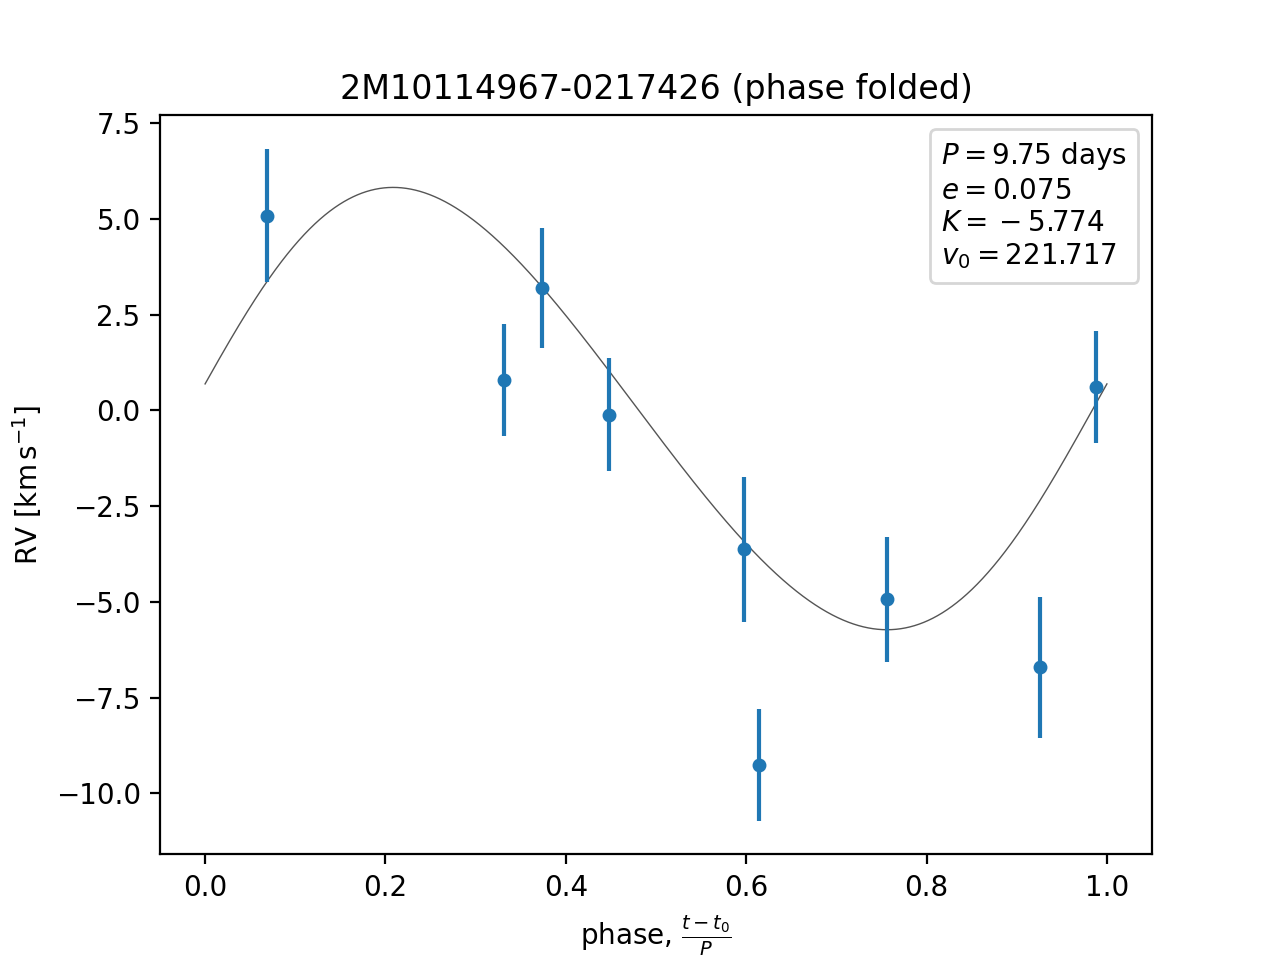 2M10114967-0217426 (phase folded)
P = 9.75 days
e = 0.075
K = −5.774
v₀ = 221.717
7.5
5.0
2.5
0.0
−2.5
−5.0
−7.5
−10.0
RV [km s⁻¹]
0.0 0.2 0.4 0.6 0.8 1.0
phase, (t − t₀)/P